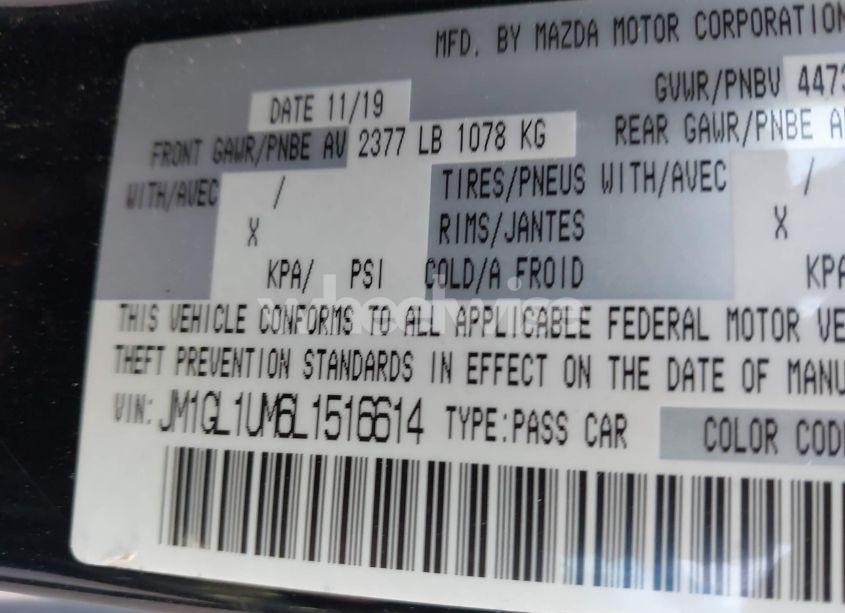 MFD. BY MAZDA MOTOR CORPORATION
DATE 11/19
GVWR/PNBV 4473
FRONT GAWR/PNBE AV 2377 LB 1078 KG
REAR GAWR/PNBE A
WITH/AVEC /
TIRES/PNEUS WITH/AVEC /
X RIMS/JANTES X
KPA/ PSI COLD/A FROID KPA
wheelwise
THIS VEHICLE CONFORMS TO ALL APPLICABLE FEDERAL MOTOR VE
THEFT PREVENTION STANDARDS IN EFFECT ON THE DATE OF MANU
VIN: JM1GL1UM6L1516614 TYPE:PASS CAR COLOR COD